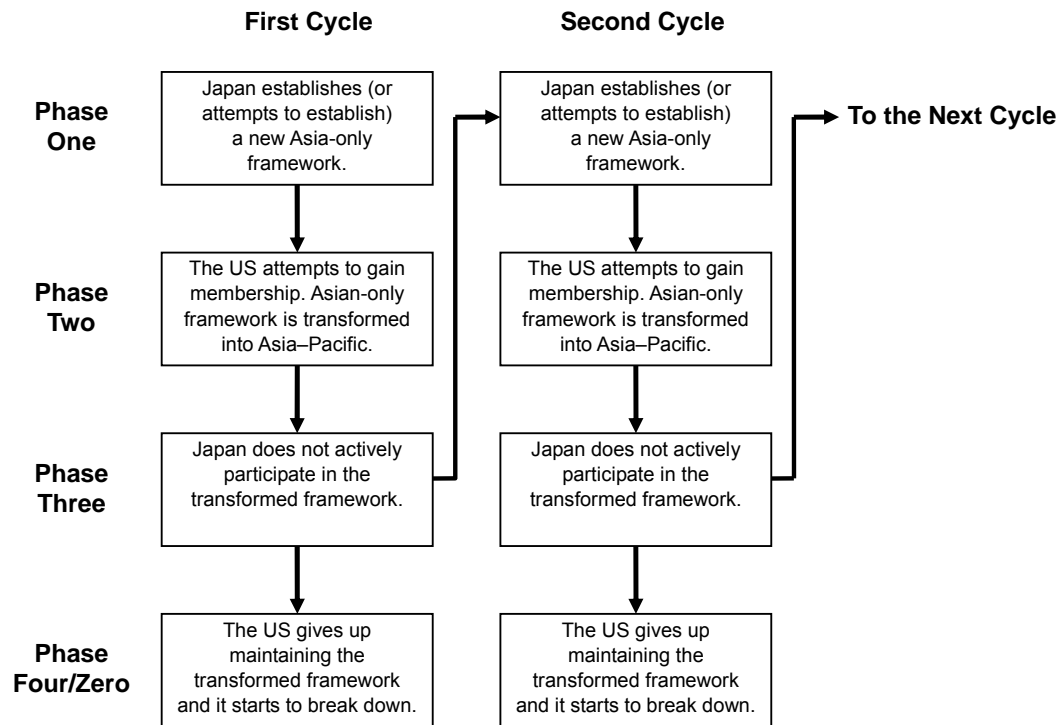 First Cycle
Second Cycle
Phase
One
Japan establishes (or
attempts to establish)
a new Asia-only
framework.
Japan establishes (or
attempts to establish)
a new Asia-only
framework.
To the Next Cycle
Phase
Two
The US attempts to gain
membership. Asian-only
framework is transformed
into Asia–Pacific.
The US attempts to gain
membership. Asian-only
framework is transformed
into Asia–Pacific.
Phase
Three
Japan does not actively
participate in the
transformed framework.
Japan does not actively
participate in the
transformed framework.
Phase
Four/Zero
The US gives up
maintaining the
transformed framework
and it starts to break down.
The US gives up
maintaining the
transformed framework
and it starts to break down.